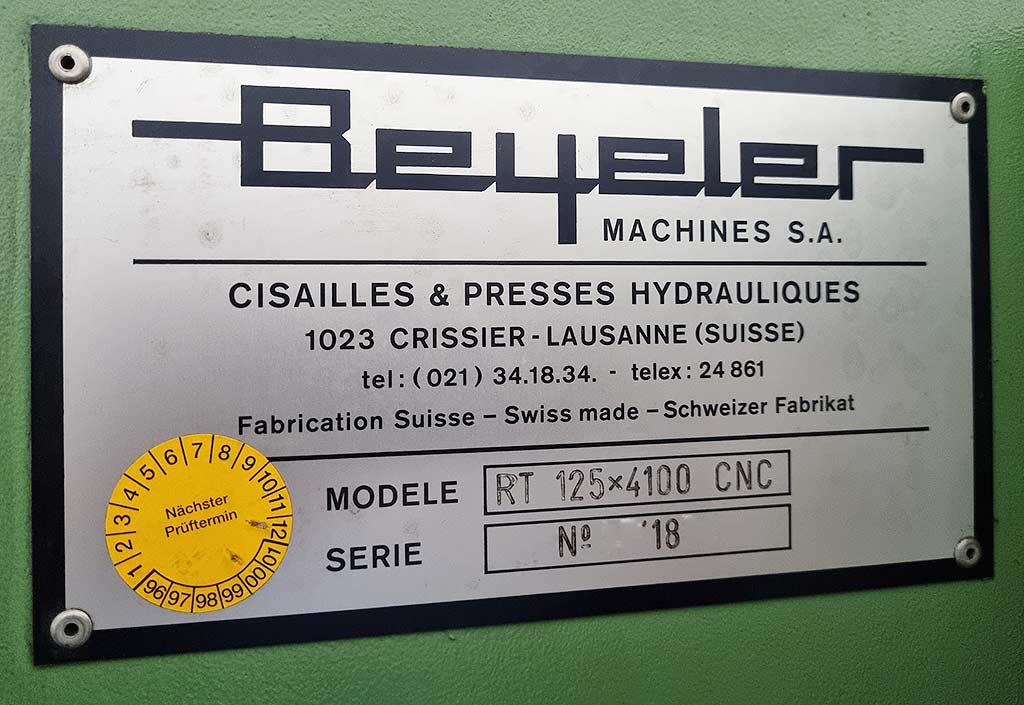 Beyeler
MACHINES S.A.
CISAILLES & PRESSES HYDRAULIQUES
1023 CRISSIER - LAUSANNE (SUISSE)
tel: (021) 34.18.34. - telex: 24 861
Fabrication Suisse – Swiss made – Schweizer Fabrikat
MODELE RT 125×4100 CNC
SERIE Nº '18
1 2 3 4 5 6 7 8 9 10 11 12
Nächster
Prüftermin
96 97 98 99 00 01